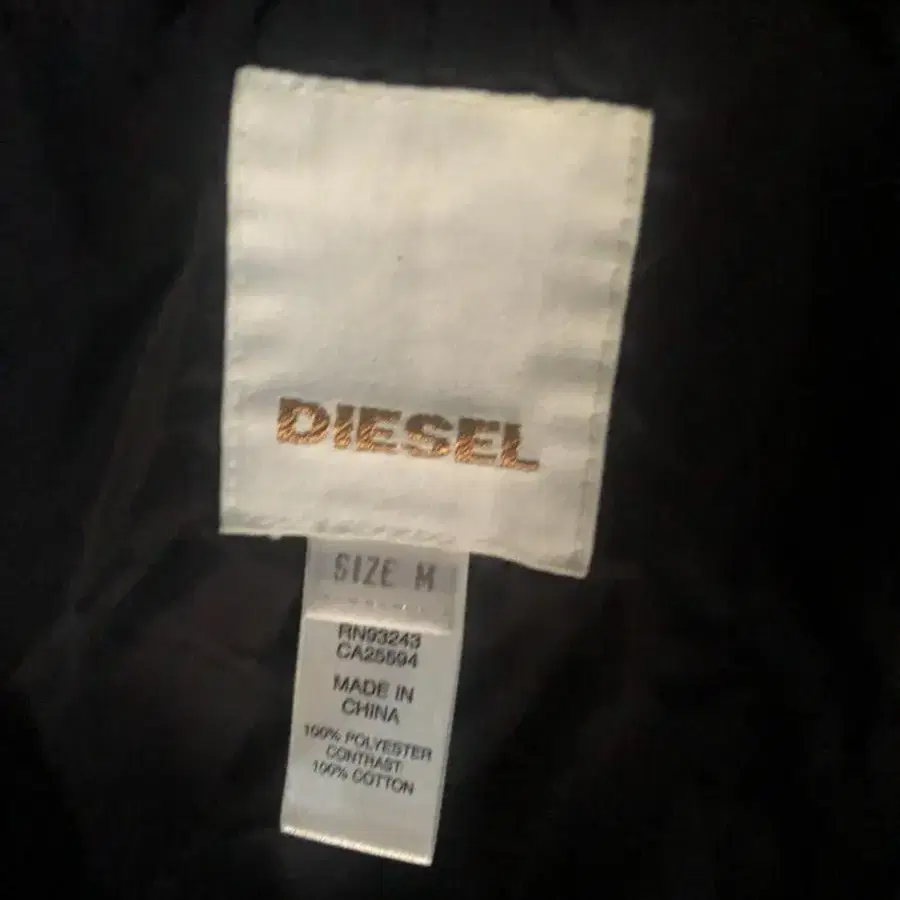 DIESEL
SIZE M
RN93243
CA25594
MADE IN
CHINA
100% POLYESTER
CONTRAST:
100% COTTON